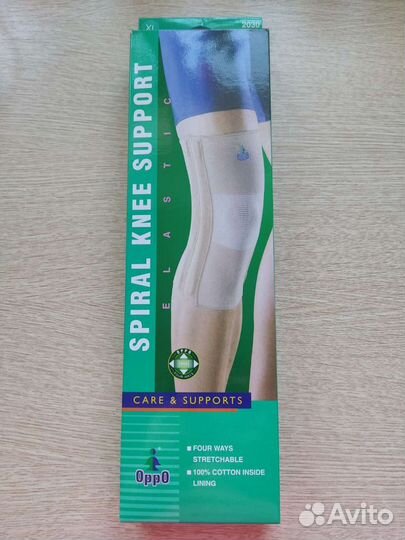 XL
2030
SPIRAL KNEE SUPPORT
ELASTIC
CARE & SUPPORTS
OppO
FOUR WAYS
STRETCHABLE
100% COTTON INSIDE
LINING
Avito